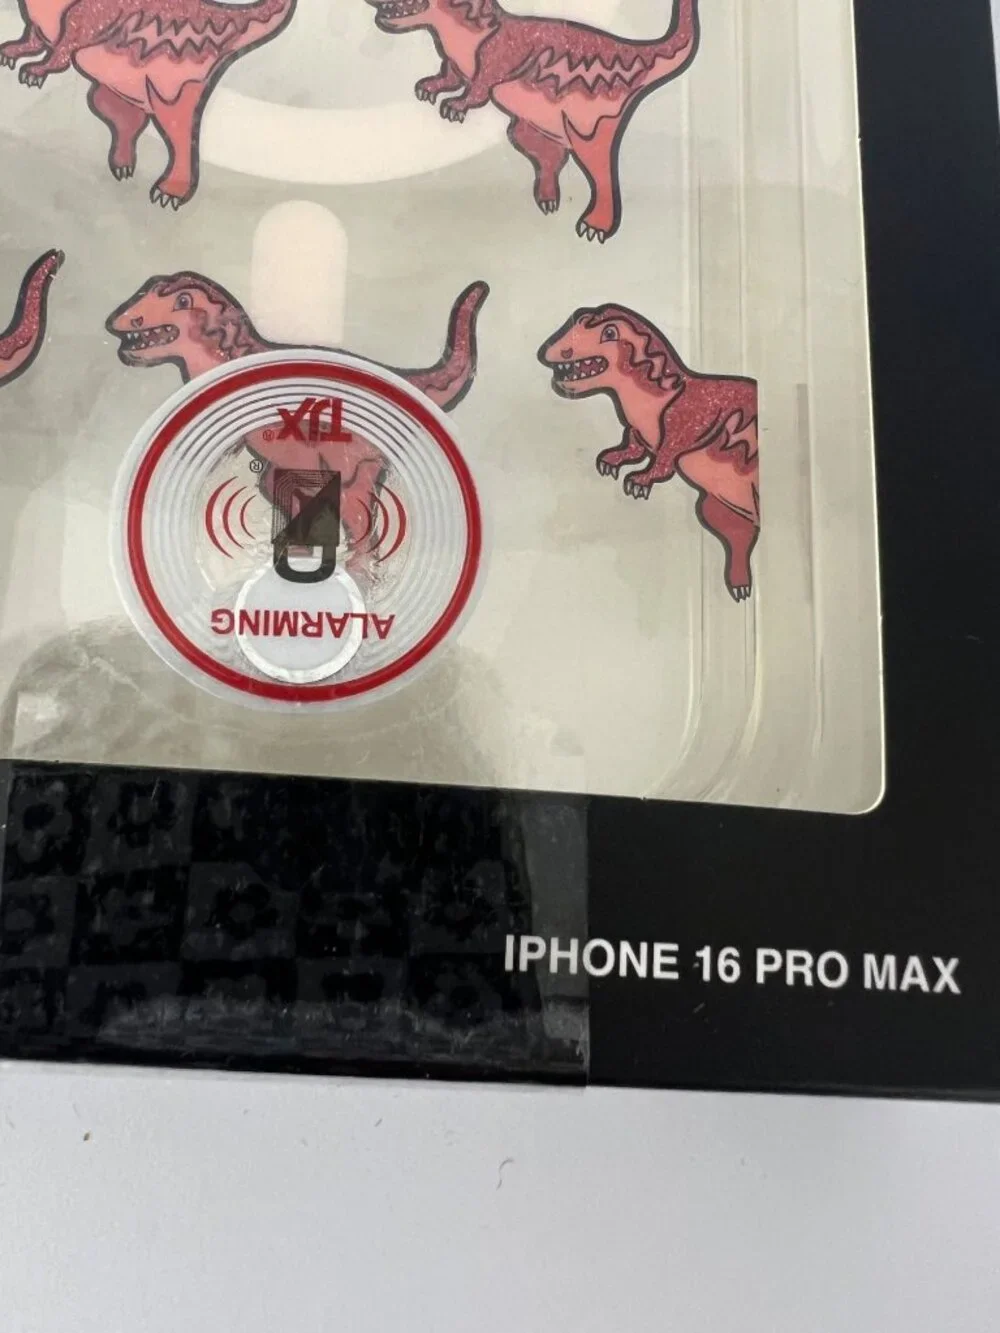 TJX®
®
ALARMING
IPHONE 16 PRO MAX